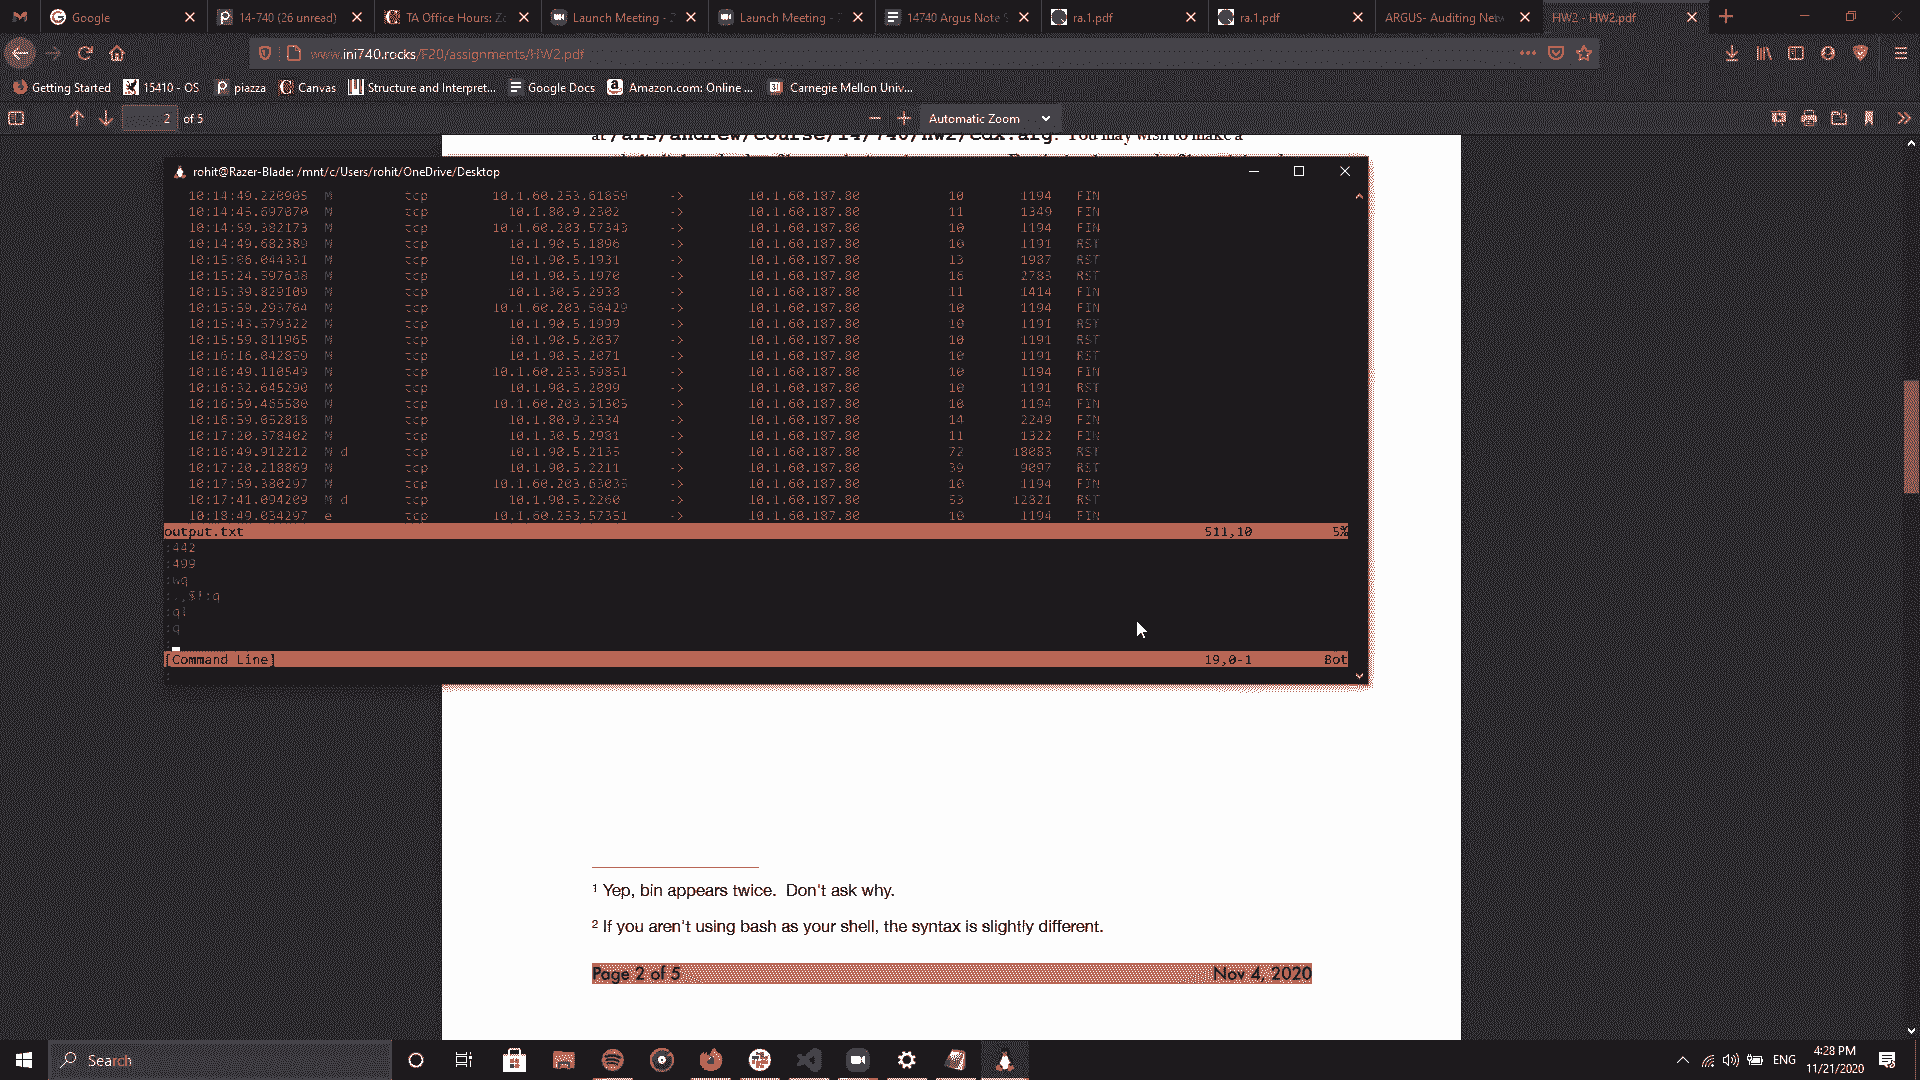 Google
14-740 (26 unread)
TA Office Hours: Zo
Launch Meeting - Z
Launch Meeting - Z
14740 Argus Note S
ra.1.pdf
ra.1.pdf
ARGUS- Auditing Netw
HW2 - HW2.pdf
www.ini740.rocks/F20/assignments/HW2.pdf
Getting Started
15410 - OS
piazza
Canvas
Structure and Interpret...
Google Docs
Amazon.com: Online ...
Carnegie Mellon Univ...
2 of 5
Automatic Zoom
at /afs/andrew/course/14/740/hw2/cdx.arg. You may wish to make a
rohit@Razer-Blade: /mnt/c/Users/rohit/OneDrive/Desktop
10:14:49.220905 M tcp 10.1.60.253.61859 -> 10.1.60.187.80 10 1194 FIN
10:14:45.697070 M tcp 10.1.80.9.2302 -> 10.1.60.187.80 11 1349 FIN
10:14:59.382173 M tcp 10.1.60.203.57343 -> 10.1.60.187.80 10 1194 FIN
10:14:49.682389 M tcp 10.1.90.5.1896 -> 10.1.60.187.80 10 1191 RST
10:15:06.044331 M tcp 10.1.90.5.1931 -> 10.1.60.187.80 13 1987 RST
10:15:24.597638 M tcp 10.1.90.5.1970 -> 10.1.60.187.80 16 2783 RST
10:15:39.829109 M tcp 10.1.30.5.2933 -> 10.1.60.187.80 11 1414 FIN
10:15:59.293764 M tcp 10.1.60.203.56429 -> 10.1.60.187.80 10 1194 FIN
10:15:43.579322 M tcp 10.1.90.5.1999 -> 10.1.60.187.80 10 1191 RST
10:15:59.811965 M tcp 10.1.90.5.2037 -> 10.1.60.187.80 10 1191 RST
10:16:16.042859 M tcp 10.1.90.5.2071 -> 10.1.60.187.80 10 1191 RST
10:16:49.110549 M tcp 10.1.60.253.59851 -> 10.1.60.187.80 10 1194 FIN
10:16:32.645290 M tcp 10.1.90.5.2099 -> 10.1.60.187.80 10 1191 RST
10:16:59.465580 M tcp 10.1.60.203.51305 -> 10.1.60.187.80 10 1194 FIN
10:16:59.052818 M tcp 10.1.80.9.2334 -> 10.1.60.187.80 14 2249 FIN
10:17:20.378402 M tcp 10.1.30.5.2981 -> 10.1.60.187.80 11 1322 FIN
10:16:49.912212 M d tcp 10.1.90.5.2135 -> 10.1.60.187.80 72 18083 RST
10:17:20.218869 M tcp 10.1.90.5.2211 -> 10.1.60.187.80 39 9097 RST
10:17:59.380297 M tcp 10.1.60.203.63035 -> 10.1.60.187.80 10 1194 FIN
10:17:41.094209 M d tcp 10.1.90.5.2260 -> 10.1.60.187.80 53 12321 RST
10:18:49.034297 e tcp 10.1.60.253.57351 -> 10.1.60.187.80 10 1194 FIN
output.txt 511,10 5%
:442
:499
:wq
:.,$!:q
:q!
:q
:
[Command Line] 19,0-1 Bot
:
1 Yep, bin appears twice. Don't ask why.
2 If you aren't using bash as your shell, the syntax is slightly different.
Page 2 of 5 Nov 4, 2020
Search
ENG
4:28 PM
11/21/2020